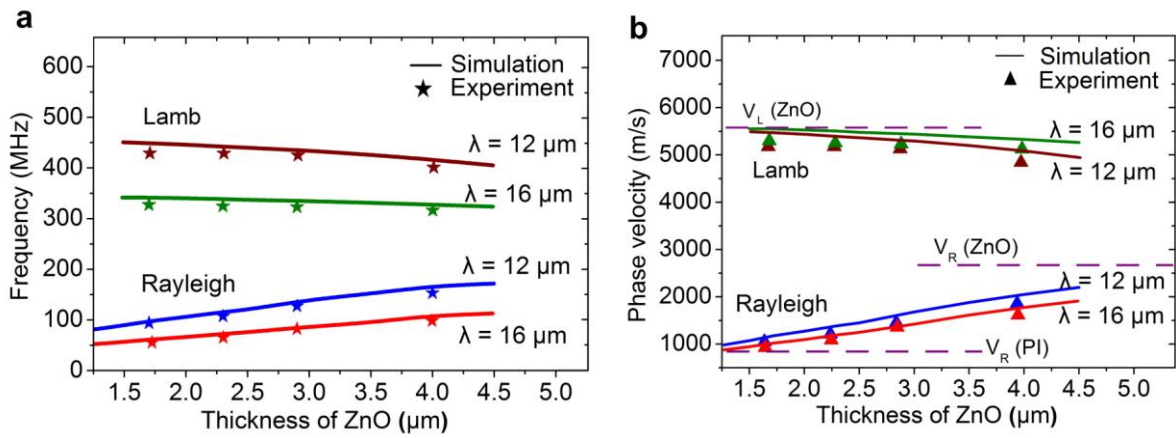 a
600
500
400
300
200
100
0
Frequency (MHz)
Simulation
Experiment
Lamb
λ = 12 µm
λ = 16 µm
Rayleigh
λ = 12 µm
λ = 16 µm
1.5 2.0 2.5 3.0 3.5 4.0 4.5 5.0
Thickness of ZnO (µm)
b
7000
6000
5000
4000
3000
2000
1000
Phase velocity (m/s)
Simulation
Experiment
V_L (ZnO)
λ = 16 µm
Lamb
λ = 12 µm
V_R (ZnO)
λ = 12 µm
Rayleigh
λ = 16 µm
V_R (PI)
1.5 2.0 2.5 3.0 3.5 4.0 4.5 5.0
Thickness of ZnO (µm)